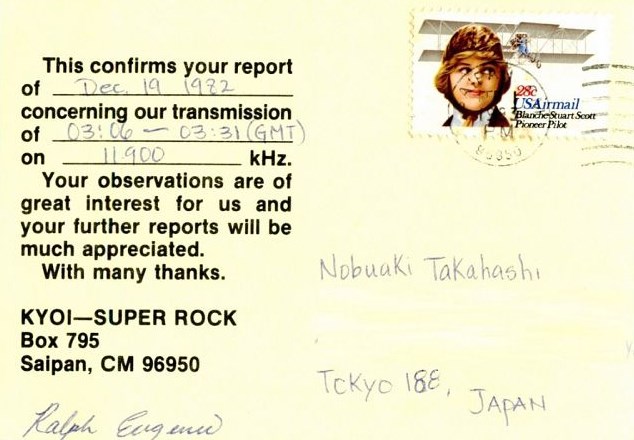 This confirms your report
of Dec. 19 1982
concerning our transmission
of 03:06 — 03:31 (GMT)
on 11.900 kHz.
Your observations are of
great interest for us and
your further reports will be
much appreciated.
With many thanks.
KYOI—SUPER ROCK
Box 795
Saipan, CM 96950
Ralph Eugenio
28c
USAirmail
Blanche Stuart Scott
Pioneer Pilot
PM
Nobuaki Takahashi
Tokyo 188, JAPAN